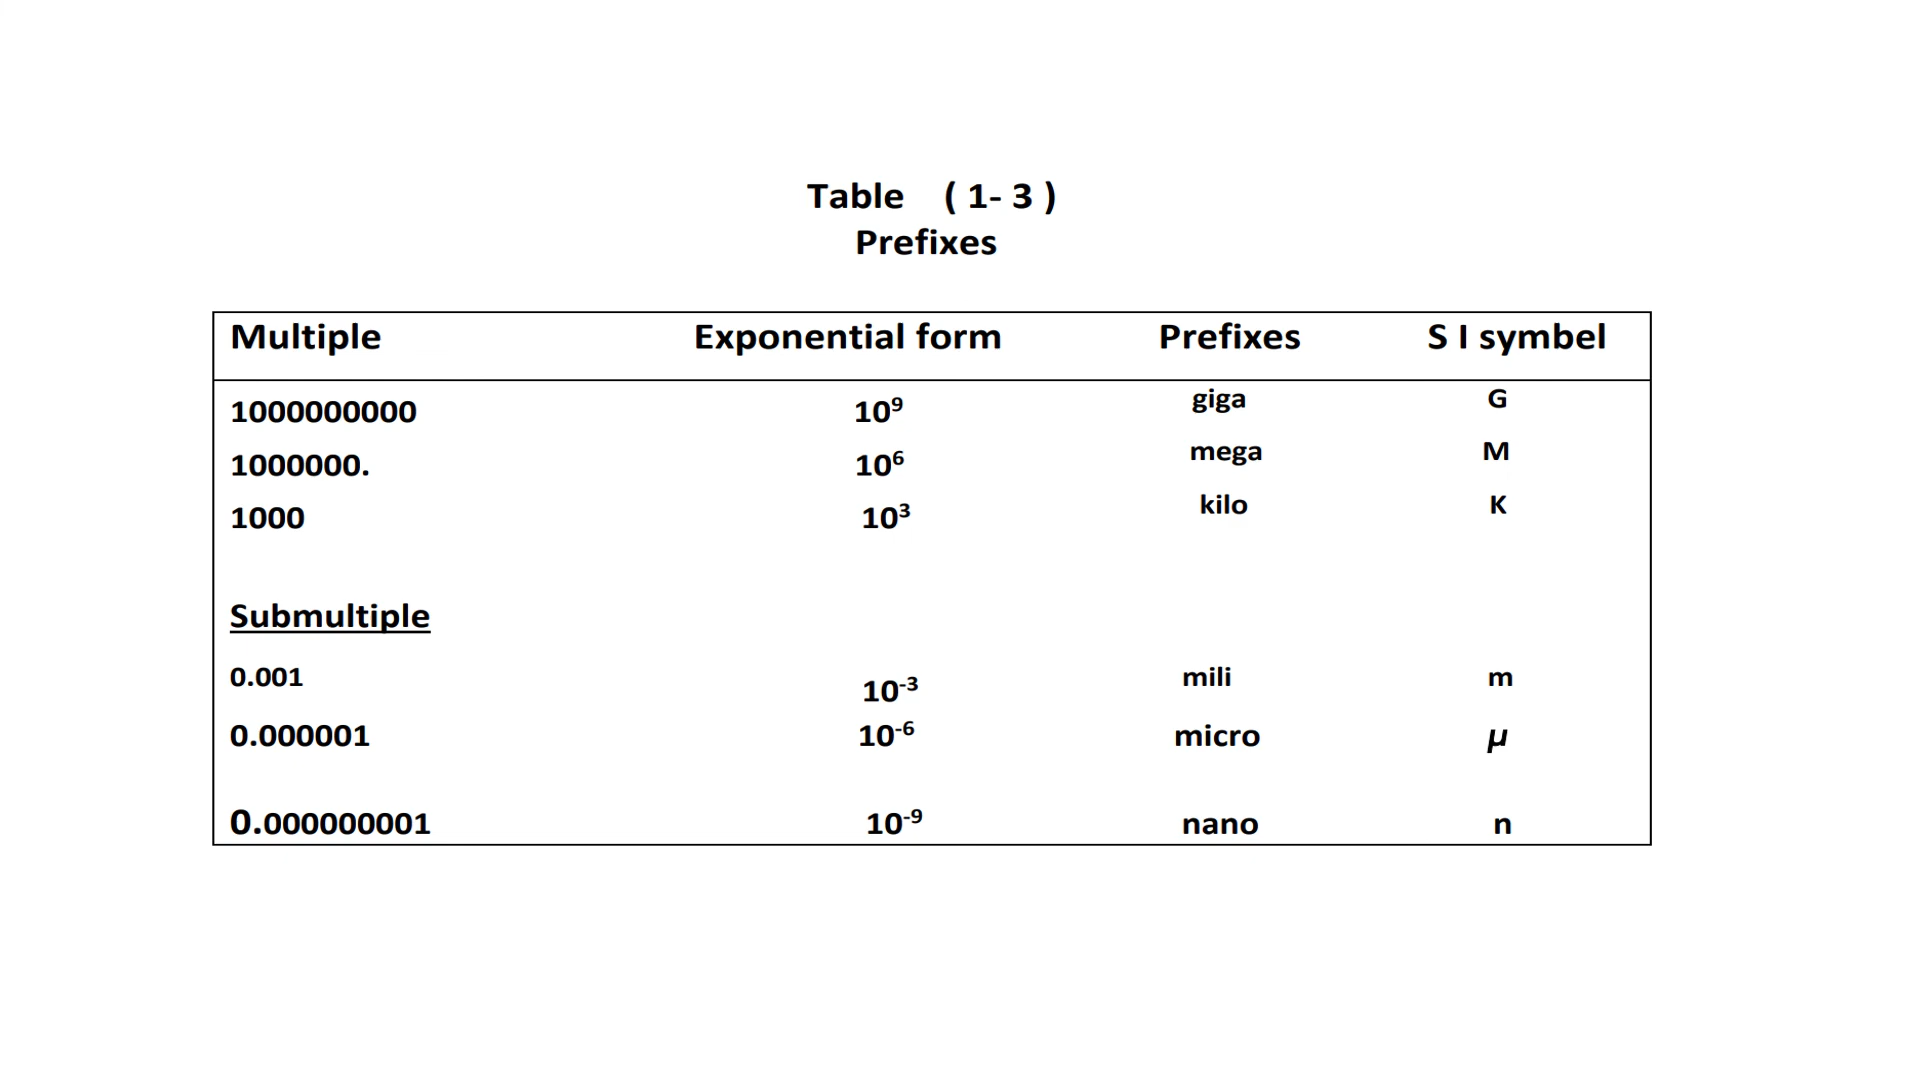 Table ( 1- 3 )
Prefixes
Multiple Exponential form Prefixes S I symbel
1000000000 10⁹ giga G
1000000. 10⁶ mega M
1000 10³ kilo K
Submultiple
0.001 10⁻³ mili m
0.000001 10⁻⁶ micro µ
0.000000001 10⁻⁹ nano n